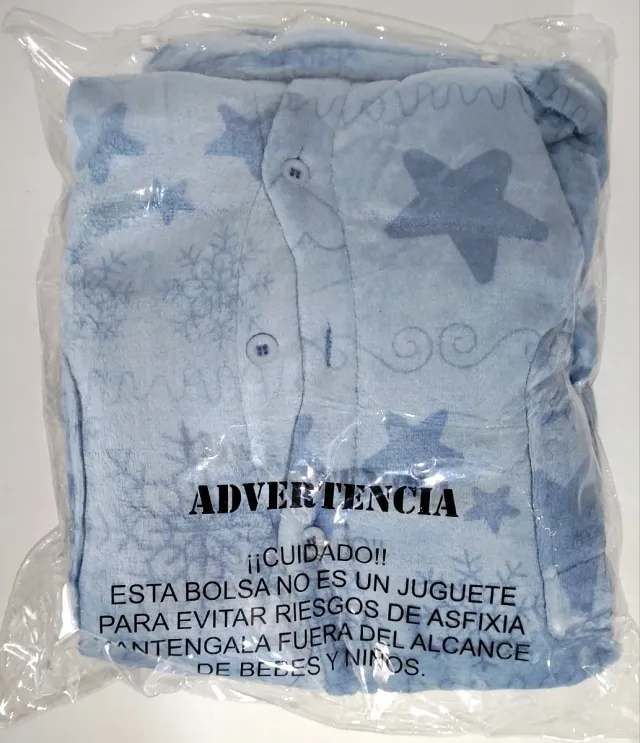 ADVERTENCIA
¡¡CUIDADO!!
ESTA BOLSA NO ES UN JUGUETE
PARA EVITAR RIESGOS DE ASFIXIA
ANTENGALA FUERA DEL ALCANCE
DE BEBES Y NIÑOS.